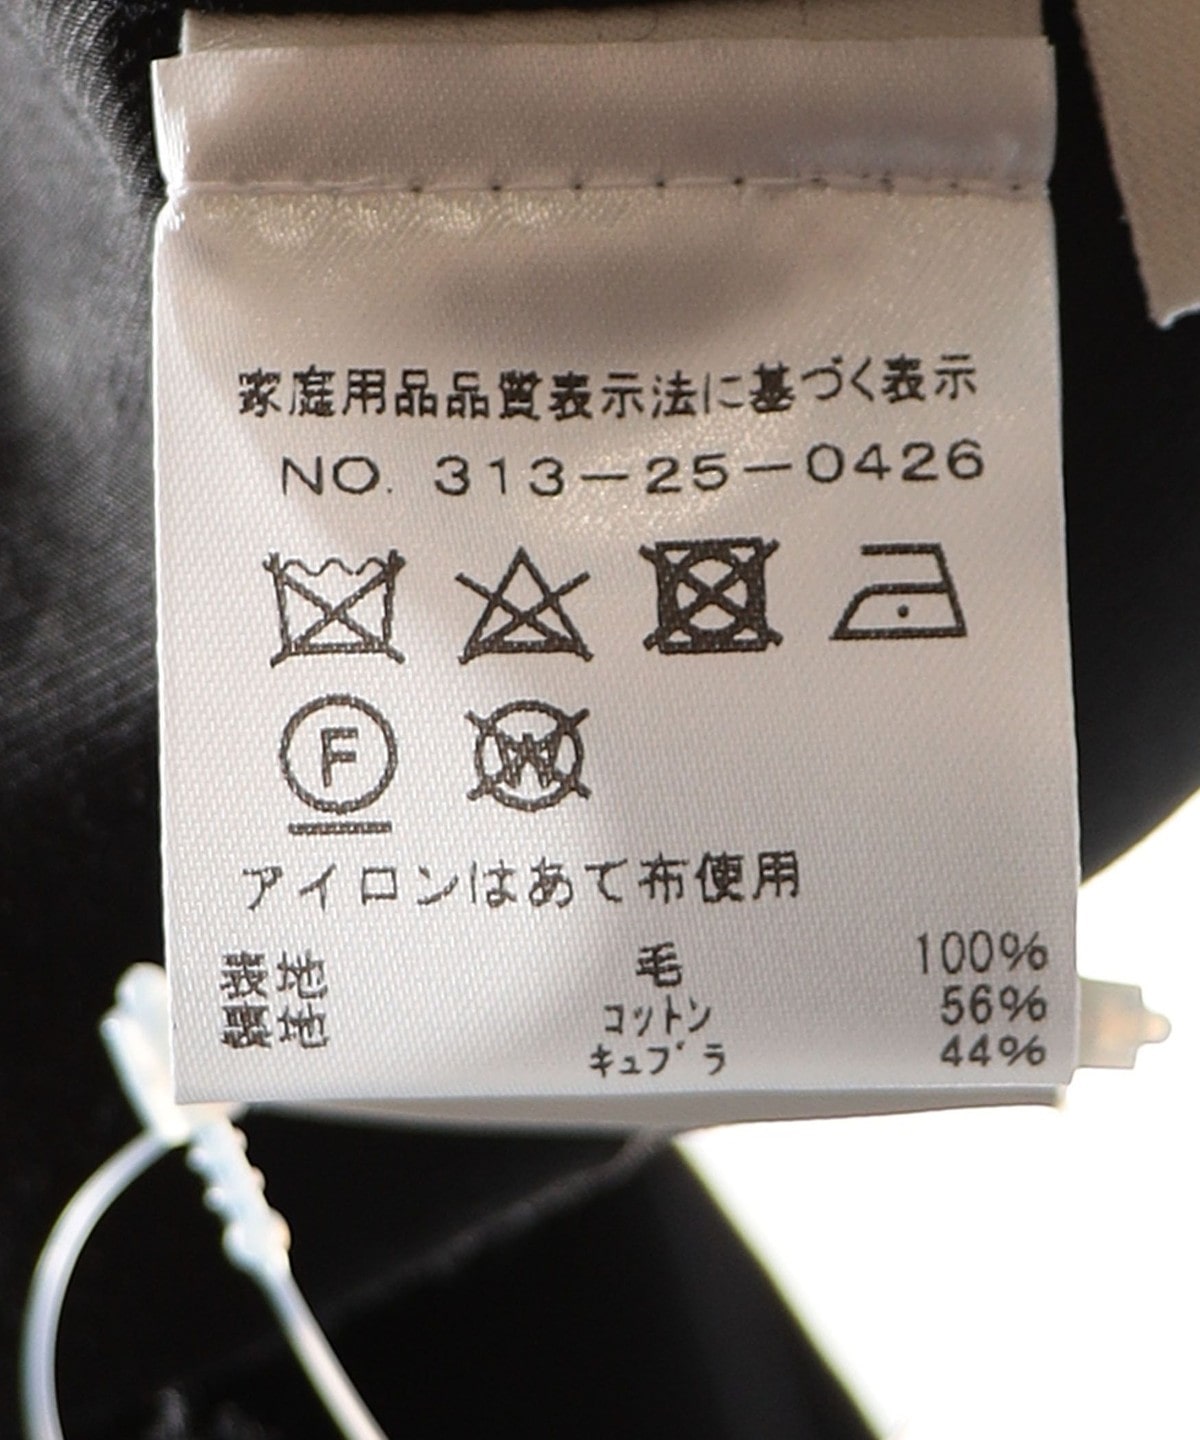 家庭用品品質表示法に基づく表示
NO. 313-25-0426
F W
アイロンはあて布使用
表地 毛 100%
裏地 コットン 56%
キュプラ 44%